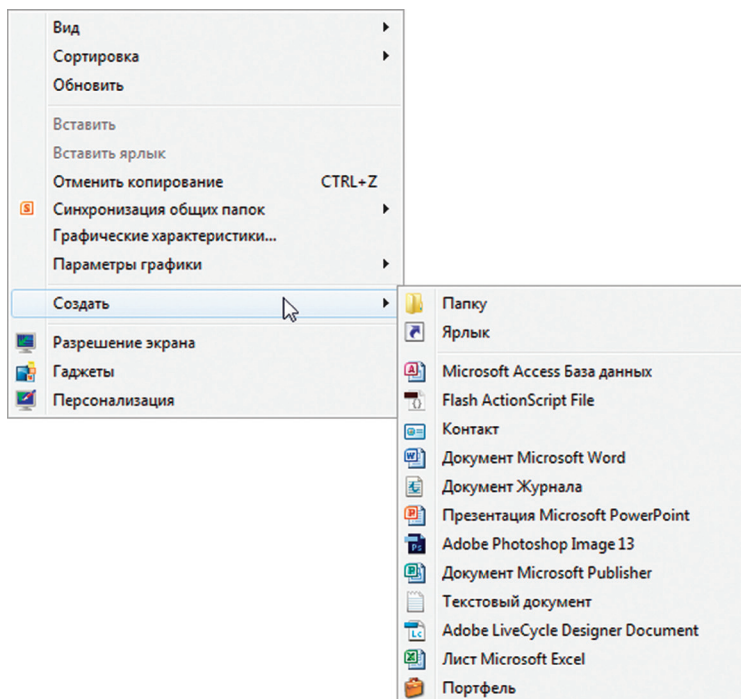 Вид
Сортировка
Обновить
Вставить
Вставить ярлык
Отменить копирование CTRL+Z
Синхронизация общих папок
Графические характеристики...
Параметры графики
Создать
Разрешение экрана
Гаджеты
Персонализация
Папку
Ярлык
Microsoft Access База данных
Flash ActionScript File
Контакт
Документ Microsoft Word
Документ Журнала
Презентация Microsoft PowerPoint
Adobe Photoshop Image 13
Документ Microsoft Publisher
Текстовый документ
Adobe LiveCycle Designer Document
Лист Microsoft Excel
Портфель